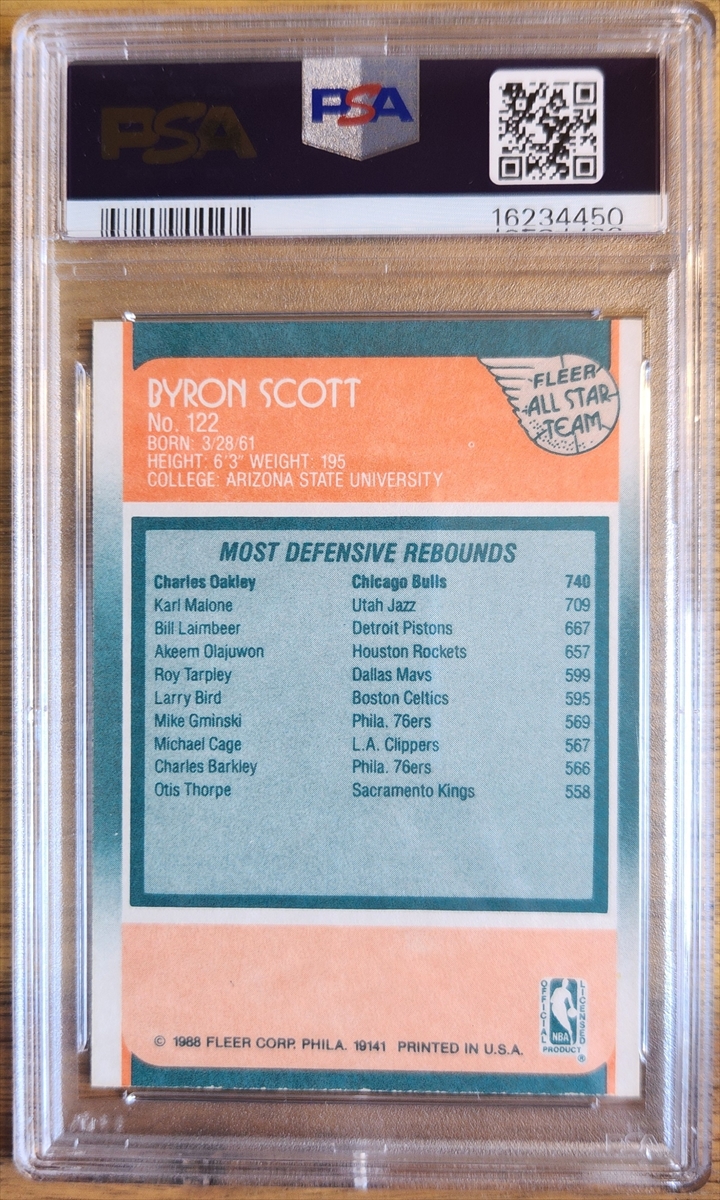 PSA
PSA
16234450
BYRON SCOTT
No. 122
BORN: 3/28/61
HEIGHT: 6'3" WEIGHT: 195
COLLEGE: ARIZONA STATE UNIVERSITY
FLEER
ALL STAR
TEAM
MOST DEFENSIVE REBOUNDS
Charles Oakley Chicago Bulls 740
Karl Malone Utah Jazz 709
Bill Laimbeer Detroit Pistons 667
Akeem Olajuwon Houston Rockets 657
Roy Tarpley Dallas Mavs 599
Larry Bird Boston Celtics 595
Mike Gminski Phila. 76ers 569
Michael Cage L.A. Clippers 567
Charles Barkley Phila. 76ers 566
Otis Thorpe Sacramento Kings 558
OFFICIAL
LICENSED
NBA
PRODUCT ®
© 1988 FLEER CORP. PHILA. 19141 PRINTED IN U.S.A.